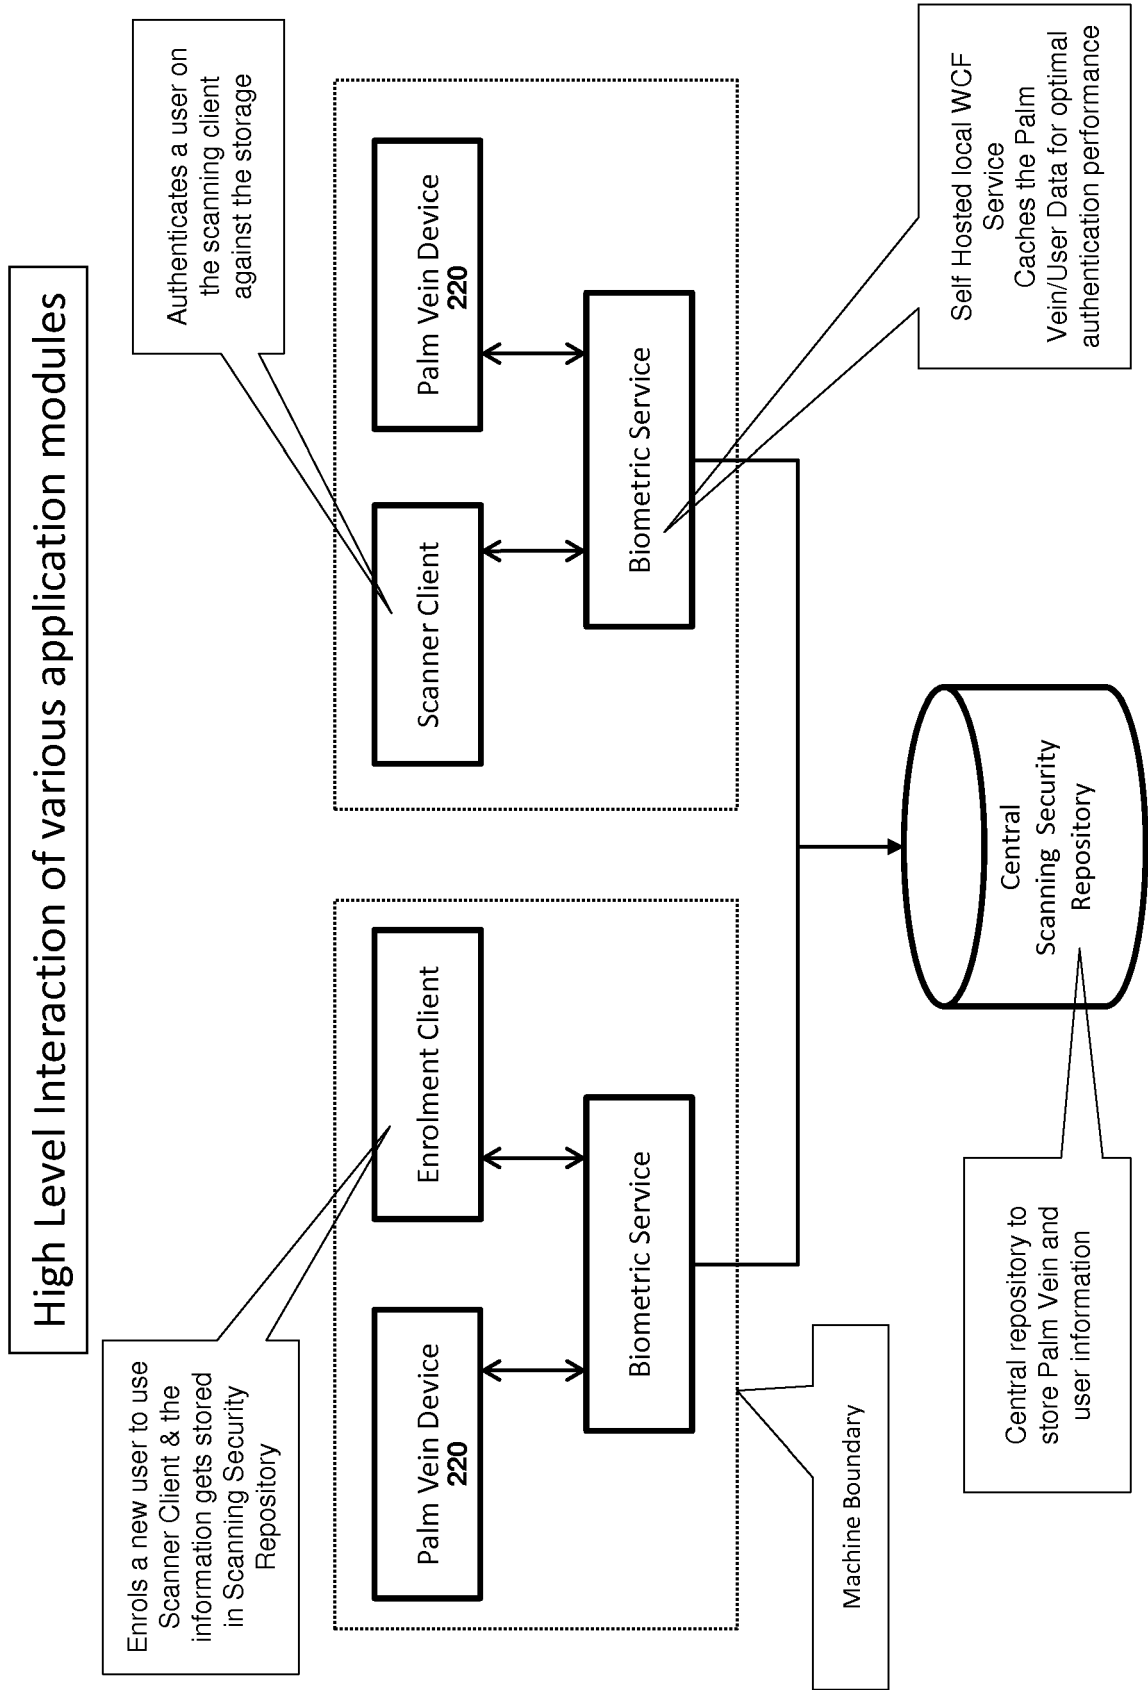 High Level Interaction of various application modules
Enrols a new user to use
Scanner Client & the
information gets stored
in Scanning Security
Repository
Authenticates a user on
the scanning client
against the storage
Palm Vein Device
220
Enrolment Client
Scanner Client
Palm Vein Device
220
Biometric Service
Biometric Service
Machine Boundary
Central repository to
store Palm Vein and
user information
Central
Scanning Security
Repository
Self Hosted local WCF
Service
Caches the Palm
Vein/User Data for optimal
authentication performance